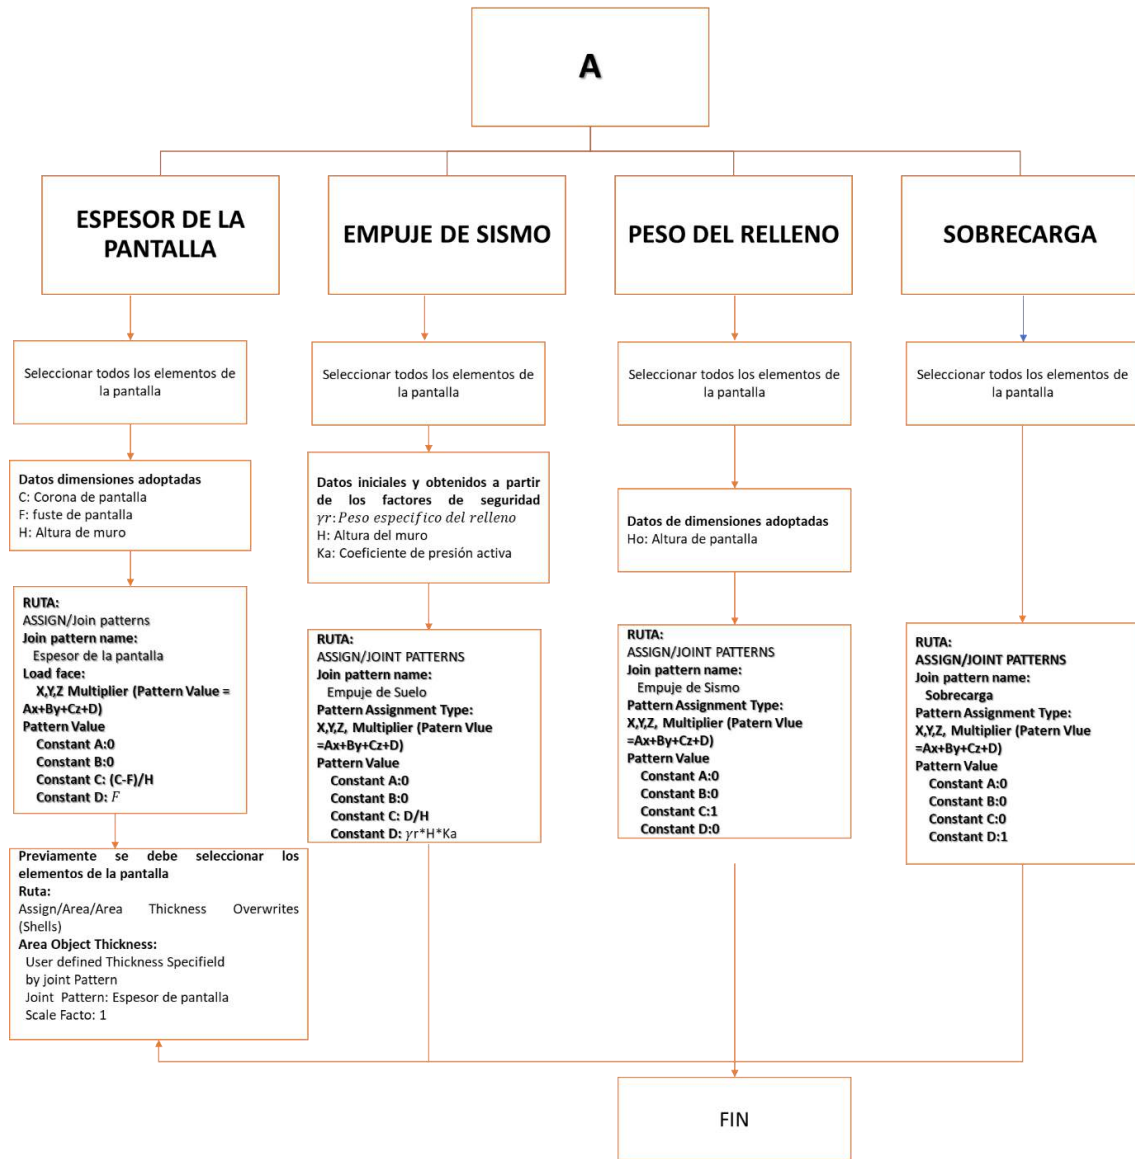 A
ESPESOR DE LA
PANTALLA
EMPUJE DE SISMO
PESO DEL RELLENO
SOBRECARGA
Seleccionar todos los elementos de
la pantalla
Seleccionar todos los elementos de
la pantalla
Seleccionar todos los elementos de
la pantalla
Seleccionar todos los elementos de
la pantalla
Datos dimensiones adoptadas
C: Corona de pantalla
F: fuste de pantalla
H: Altura de muro
Datos iniciales y obtenidos a partir
de los factores de seguridad
γr: Peso especifico del relleno
H: Altura del muro
Ka: Coeficiente de presión activa
Datos de dimensiones adoptadas
Ho: Altura de pantalla
RUTA:
ASSIGN/Join patterns
Join pattern name:
Espesor de la pantalla
Load face:
X,Y,Z Multiplier (Pattern Value =
Ax+By+Cz+D)
Pattern Value
Constant A:0
Constant B:0
Constant C: (C-F)/H
Constant D: F
RUTA:
ASSIGN/JOINT PATTERNS
Join pattern name:
Empuje de Suelo
Pattern Assignment Type:
X,Y,Z, Multiplier (Patern Vlue
=Ax+By+Cz+D)
Pattern Value
Constant A:0
Constant B:0
Constant C: D/H
Constant D: γr*H*Ka
RUTA:
ASSIGN/JOINT PATTERNS
Join pattern name:
Empuje de Sismo
Pattern Assignment Type:
X,Y,Z, Multiplier (Patern Vlue
=Ax+By+Cz+D)
Pattern Value
Constant A:0
Constant B:0
Constant C:1
Constant D:0
RUTA:
ASSIGN/JOINT PATTERNS
Join pattern name:
Sobrecarga
Pattern Assignment Type:
X,Y,Z, Multiplier (Patern Vlue
=Ax+By+Cz+D)
Pattern Value
Constant A:0
Constant B:0
Constant C:0
Constant D:1
Previamente se debe seleccionar los
elementos de la pantalla
Ruta:
Assign/Area/Area Thickness Overwrites
(Shells)
Area Object Thickness:
User defined Thickness Specifield
by joint Pattern
Joint Pattern: Espesor de pantalla
Scale Facto: 1
FIN